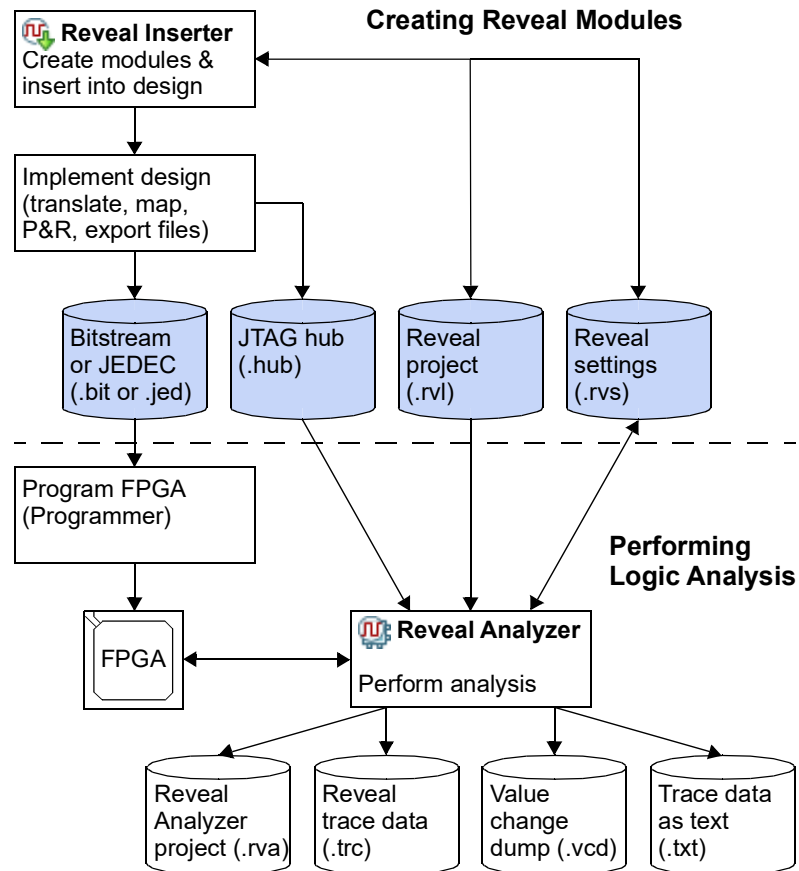 Creating Reveal Modules
Reveal Inserter
Create modules &
insert into design
Implement design
(translate, map,
P&R, export files)
Bitstream
or JEDEC
(.bit or .jed)
JTAG hub
(.hub)
Reveal
project
(.rvl)
Reveal
settings
(.rvs)
Program FPGA
(Programmer)
Performing
Logic Analysis
FPGA
Reveal Analyzer
Perform analysis
Reveal
Analyzer
project (.rva)
Reveal
trace data
(.trc)
Value
change
dump (.vcd)
Trace data
as text
(.txt)